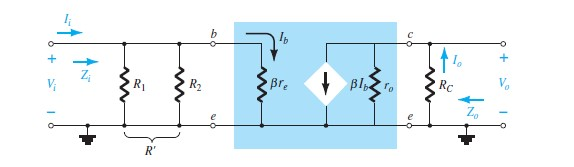 I_i
b
I_b
c
+
Z_i
V_i
−
R_1
R_2
βr_e
βI_b
r_o
I_o
R_C
+
V_o
−
Z_o
e
e
R'